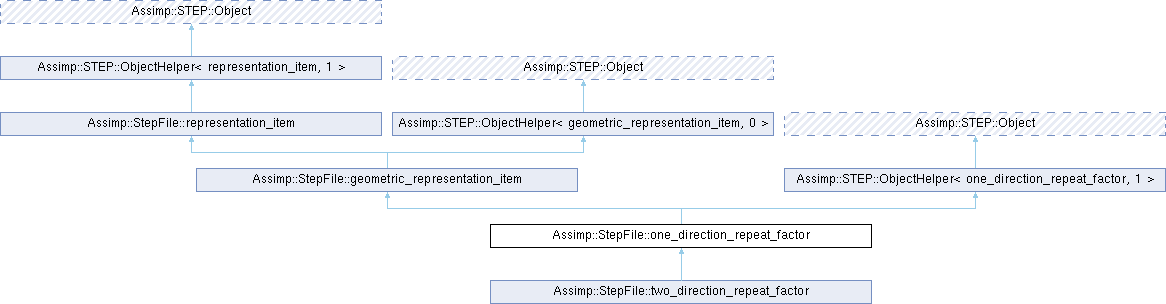 Assimp::STEP::Object
Assimp::STEP::ObjectHelper< representation_item, 1 >
Assimp::STEP::Object
Assimp::StepFile::representation_item
Assimp::STEP::ObjectHelper< geometric_representation_item, 0 >
Assimp::STEP::Object
Assimp::StepFile::geometric_representation_item
Assimp::STEP::ObjectHelper< one_direction_repeat_factor, 1 >
Assimp::StepFile::one_direction_repeat_factor
Assimp::StepFile::two_direction_repeat_factor